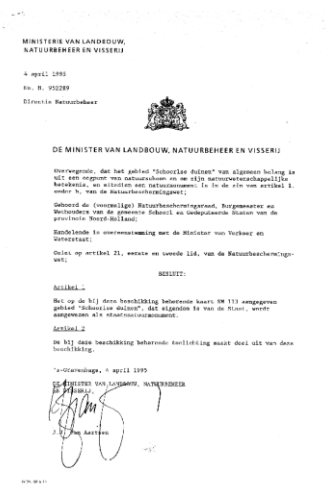 MINISTERIE VAN LANDBOUW,
NATUURBEHEER EN VISSERIJ
4 april 1995
No. N. 950289
Directie Natuurbeheer
DE MINISTER VAN LANDBOUW, NATUURBEHEER EN VISSERIJ
Overwegende, dat het gebied "Schoorlse duinen" van algemeen belang is
uit een oogpunt van natuurschoon en om zijn natuurwetenschappelijke
betekenis, en mitsdien een natuurmonument is in de zin van artikel 1,
onder b, van de Natuurbeschermingswet;
Gehoord de (voormalige) Natuurbeschermingsraad, Burgemeester en
Wethouders van de gemeente Schoorl en Gedeputeerde Staten van de
provincie Noord-Holland;
Handelende in overeenstemming met de Minister van Verkeer en
Waterstaat;
Gelet op artikel 21, eerste en tweede lid, van de Natuurbeschermings-
wet;
BESLUIT:
Artikel 1
Het op de bij deze beschikking behorende kaart NM 113 aangegeven
gebied "Schoorlse duinen", dat eigendom is van de Staat, wordt
aangewezen als staatsnatuurmonument.
Artikel 2
De bij deze beschikking behorende toelichting maakt deel uit van deze
beschikking.
's-Gravenhage, 4 april 1995
DE MINISTER VAN LANDBOUW, NATUURBEHEER
EN VISSERIJ,
J.J. van Aartsen